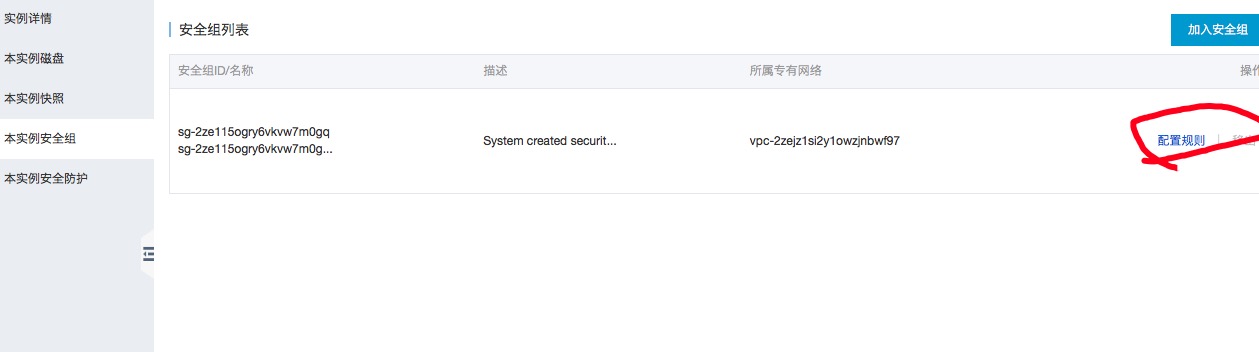 实例详情
本实例磁盘
本实例快照
本实例安全组
本实例安全防护
安全组列表
加入安全组
安全组ID/名称 描述 所属专有网络 操作
sg-2ze115ogry6vkvw7m0gq
sg-2ze115ogry6vkvw7m0g...
System created securit...
vpc-2zejz1si2y1owzjnbwf97
配置规则